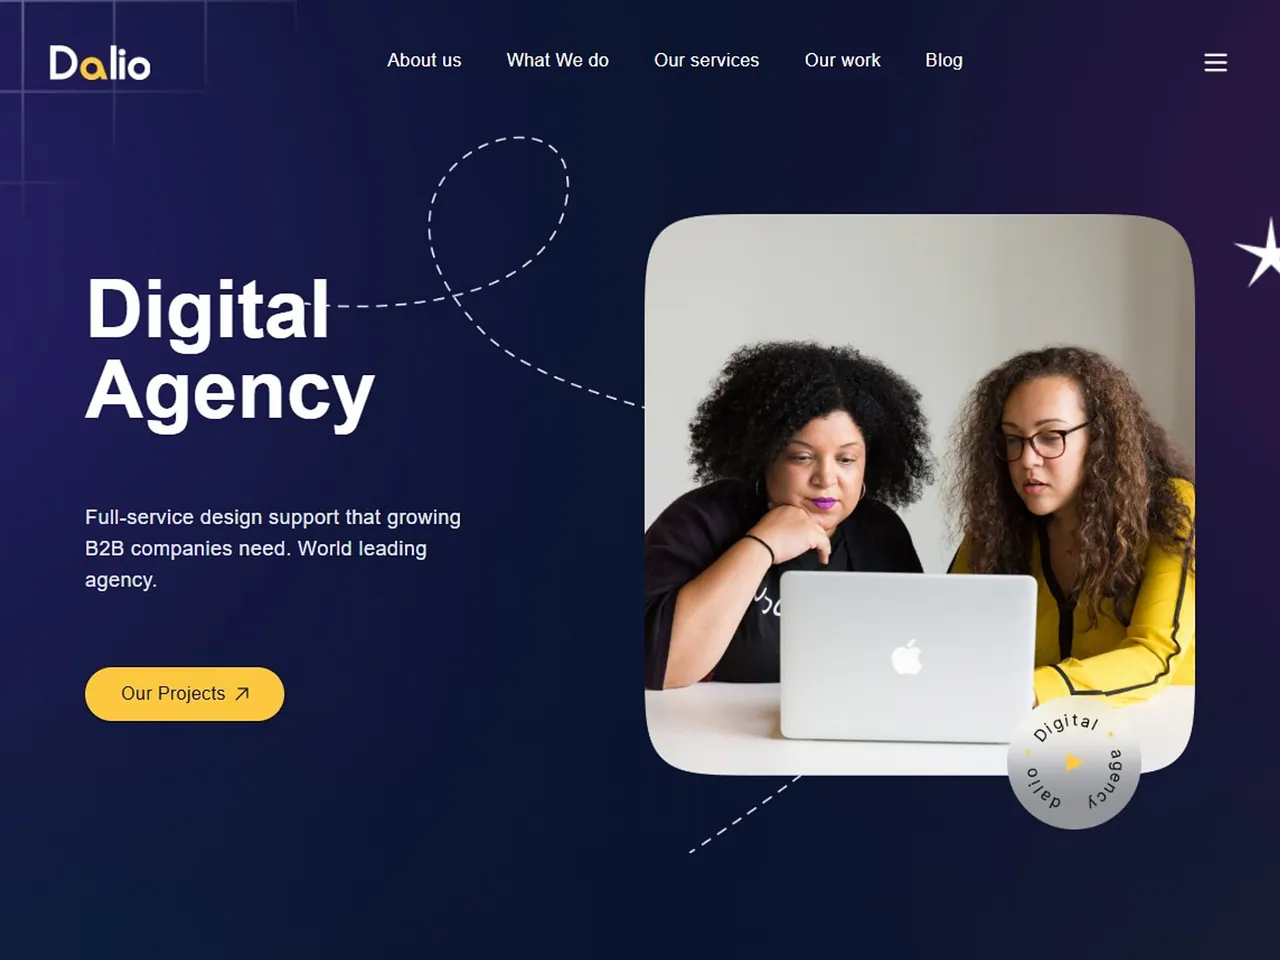 Dalio
About us
What We do
Our services
Our work
Blog
Digital
Agency
Full-service design support that growing
B2B companies need. World leading
agency.
Our Projects
Digital agency dalio